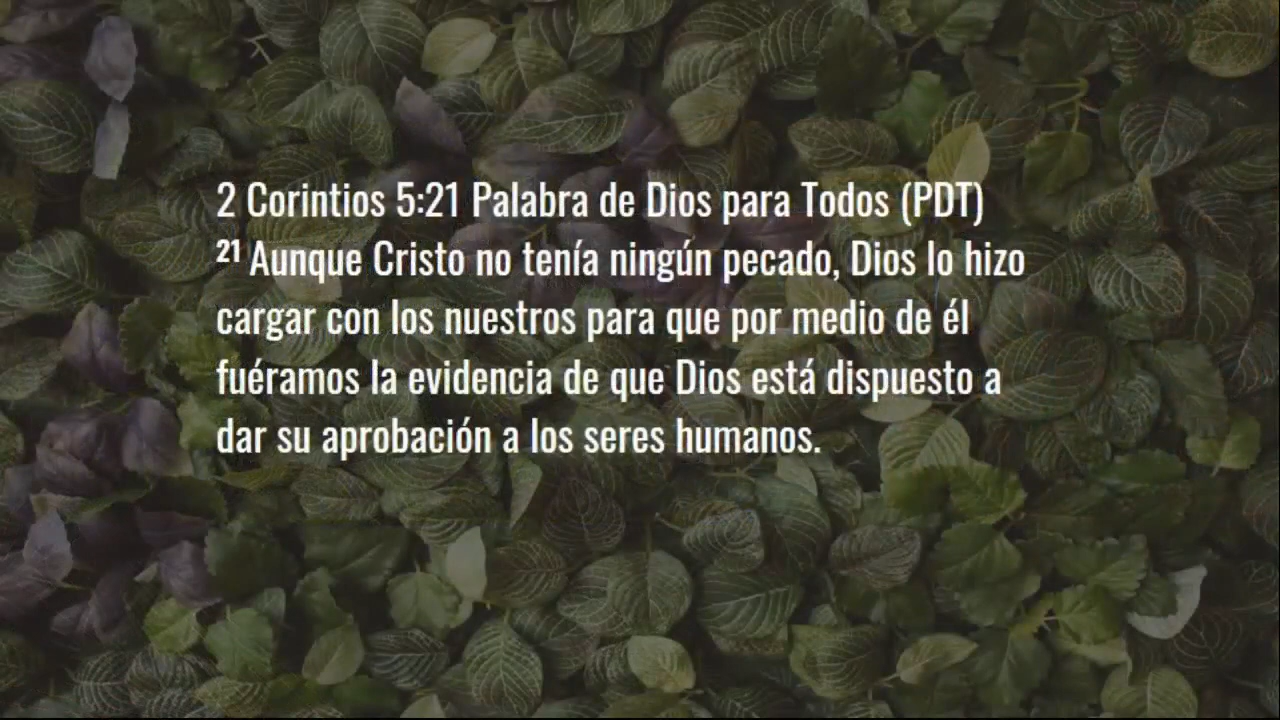 2 Corintios 5:21 Palabra de Dios para Todos (PDT)
²¹ Aunque Cristo no tenía ningún pecado, Dios lo hizo
cargar con los nuestros para que por medio de él
fuéramos la evidencia de que Dios está dispuesto a
dar su aprobación a los seres humanos.